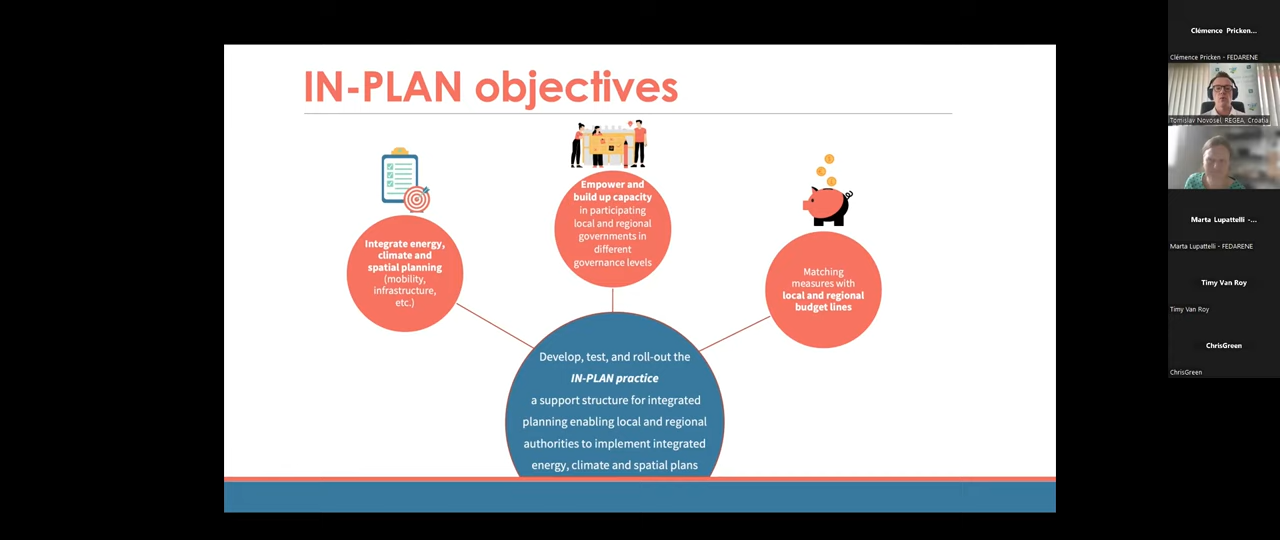 IN-PLAN objectives
Integrate energy,
climate and
spatial planning
(mobility,
infrastructure,
etc.)
Empower and
build up capacity
in participating
local and regional
governments in
different
governance levels
Matching
measures with
local and regional
budget lines
Develop, test, and roll-out the
IN-PLAN practice
a support structure for integrated
planning enabling local and regional
authorities to implement integrated
energy, climate and spatial plans
Clémence Pricken...
Clémence Pricken - FEDARENE
Tomislav Novosel, REGEA, Croatia
Marta Lupattelli -...
Marta Lupattelli - FEDARENE
Timy Van Roy
Timy Van Roy
ChrisGreen
ChrisGreen